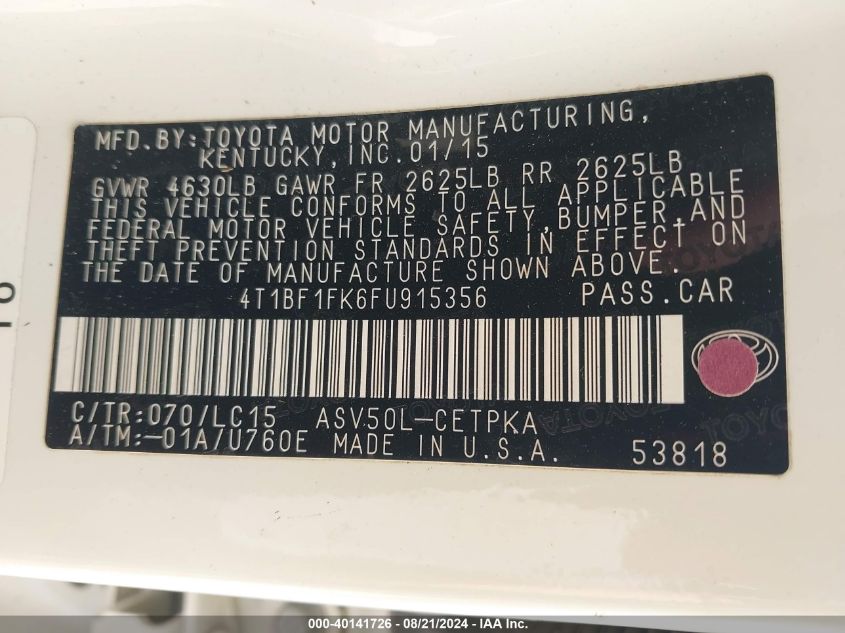 MFD.BY:TOYOTA MOTOR MANUFACTURING,
KENTUCKY,INC.01/15
GVWR 4630LB GAWR FR 2625LB RR 2625LB
THIS VEHICLE CONFORMS TO ALL APPLICABLE
FEDERAL MOTOR VEHICLE SAFETY,BUMPER,AND
THEFT PREVENTION STANDARDS IN EFFECT ON
THE DATE OF MANUFACTURE SHOWN ABOVE.
4T1BF1FK6FU915356 PASS.CAR
C/TR:070/LC15 ASV50L-CETPKA
A/TM:-01A/U760E MADE IN U.S.A. 53818
000-40141726 - 08/21/2024 - IAA Inc.